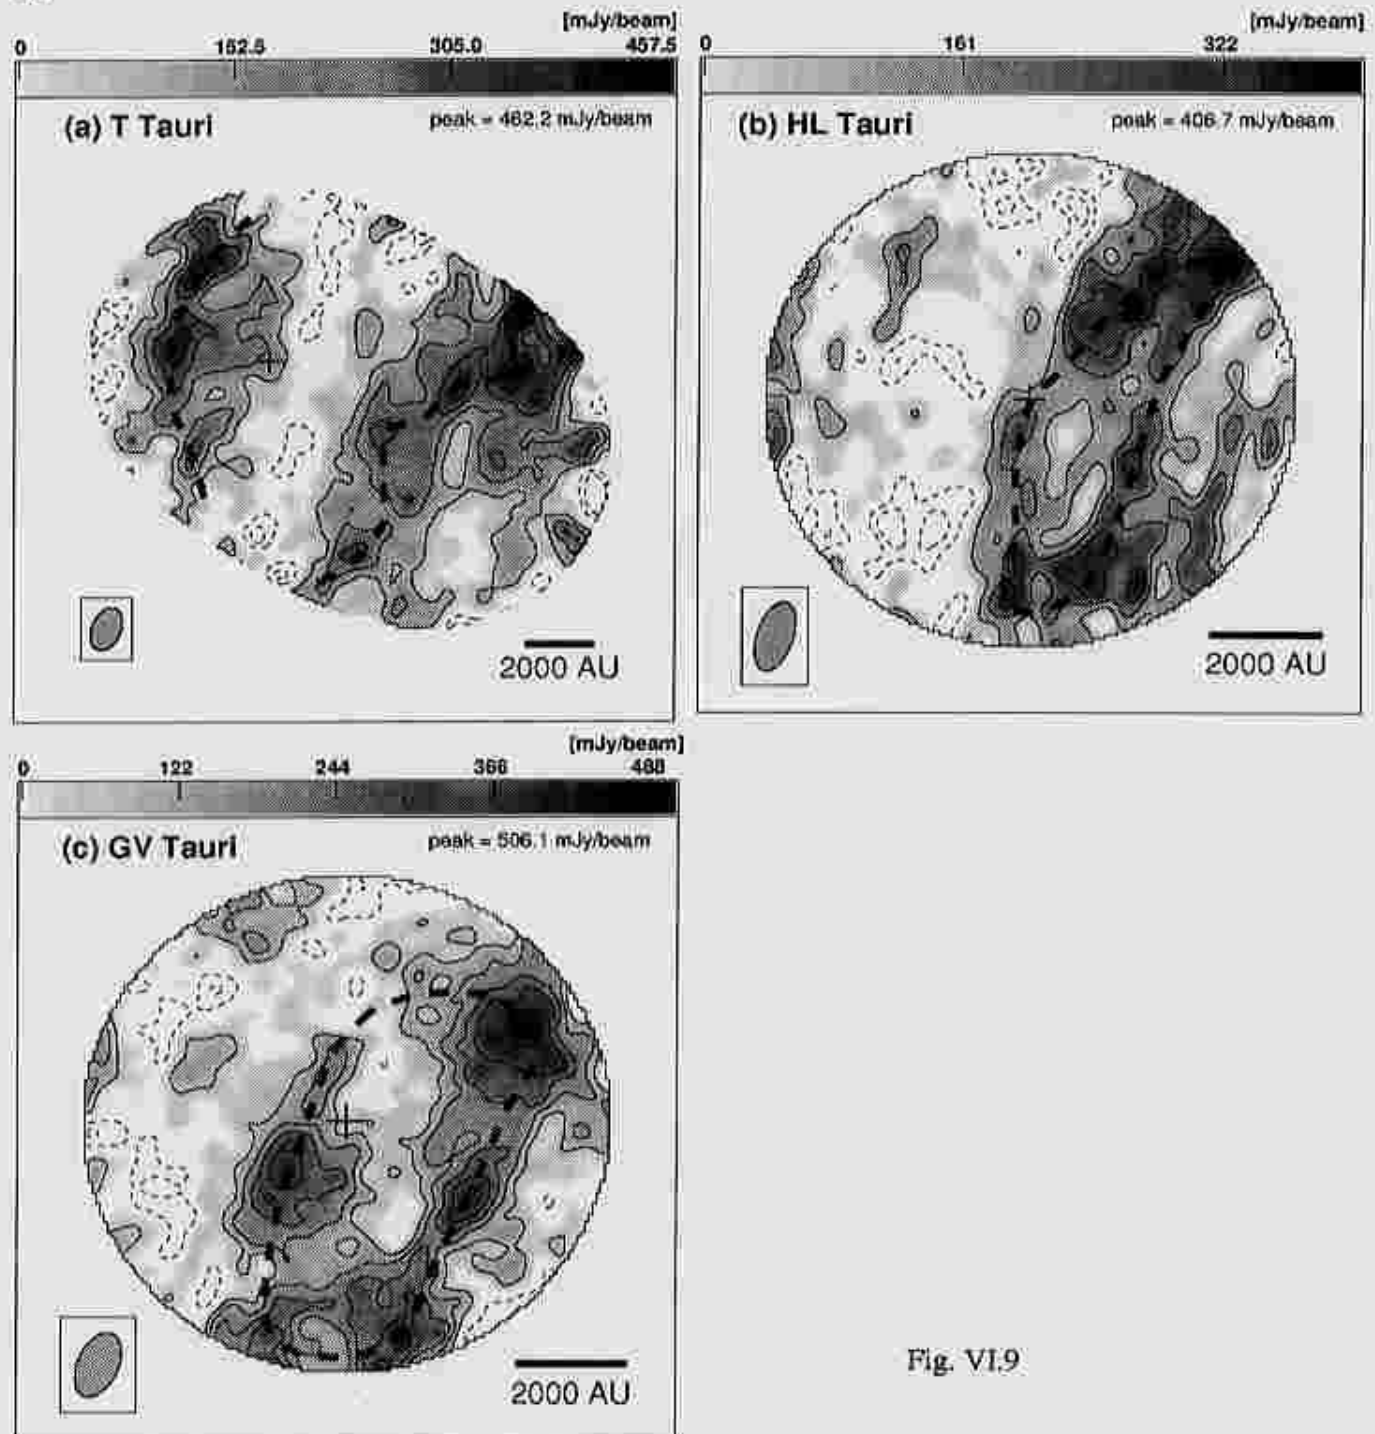 [mJy/beam]
0 152.5 305.0 457.5
(a) T Tauri
peak = 462.2 mJy/beam
2000 AU
[mJy/beam]
0 161 322
(b) HL Tauri
peak = 406.7 mJy/beam
2000 AU
[mJy/beam]
0 122 244 366 488
(c) GV Tauri
peak = 506.1 mJy/beam
2000 AU
Fig. VI.9